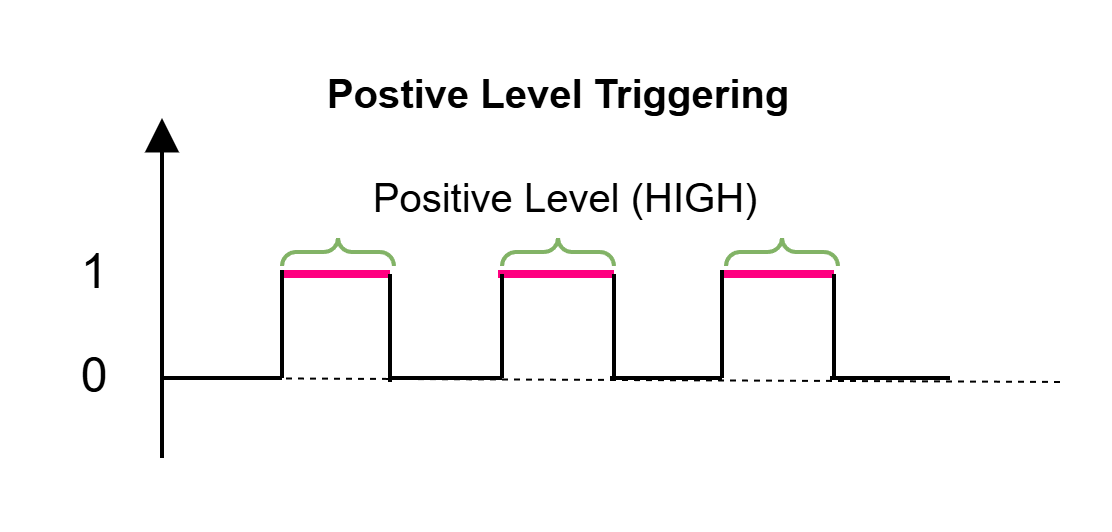 Postive Level Triggering
Positive Level (HIGH)
1
0